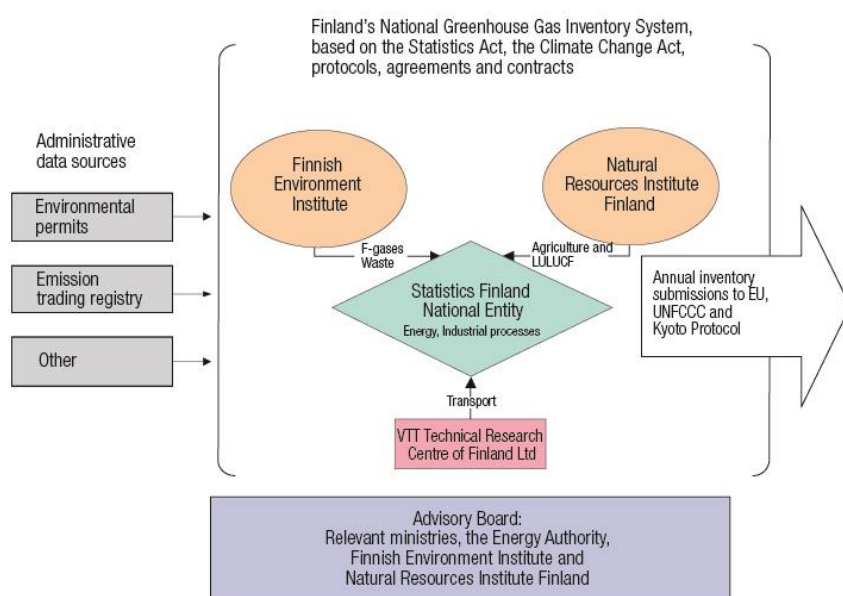 Finland's National Greenhouse Gas Inventory System,
based on the Statistics Act, the Climate Change Act,
protocols, agreements and contracts
Administrative
data sources
Environmental
permits
Emission
trading registry
Other
Finnish
Environment
Institute
Natural
Resources Institute
Finland
F-gases
Waste
Agriculture and
LULUCF
Statistics Finland
National Entity
Energy, Industrial processes
Transport
VTT Technical Research
Centre of Finland Ltd
Annual inventory
submissions to EU,
UNFCCC and
Kyoto Protocol
Advisory Board:
Relevant ministries, the Energy Authority,
Finnish Environment Institute and
Natural Resources Institute Finland